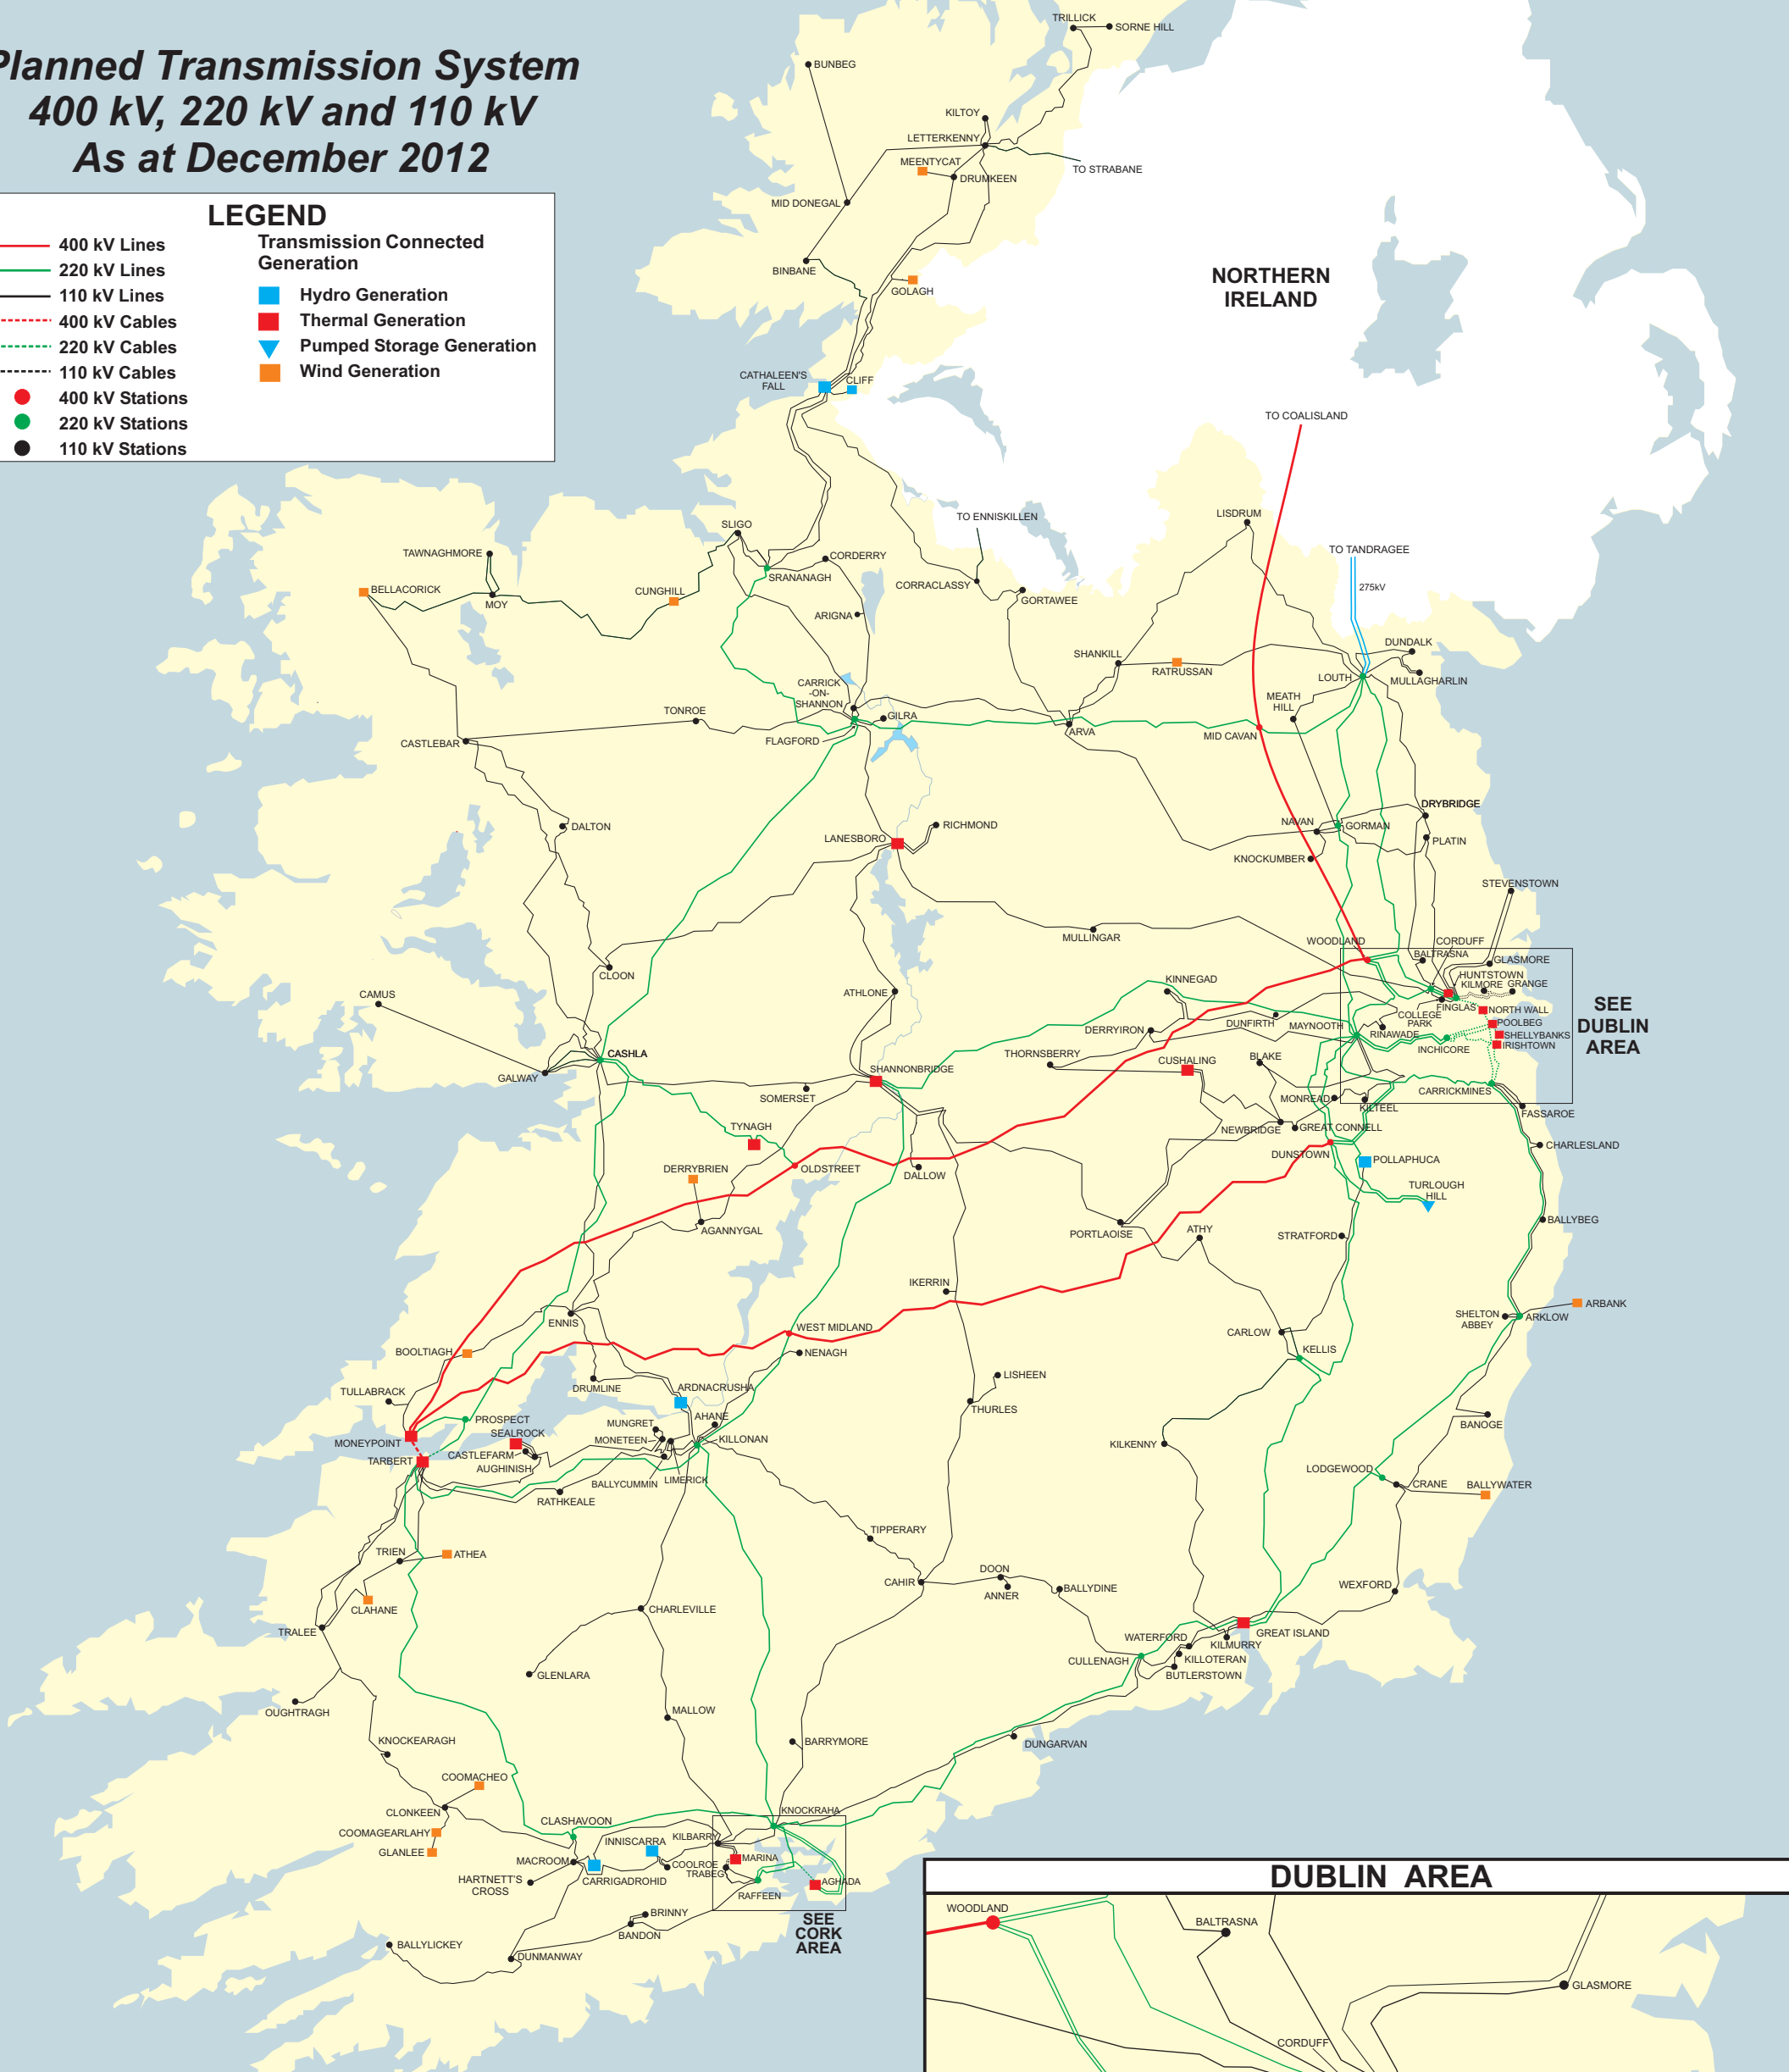 Planned Transmission System
400 kV, 220 kV and 110 kV
As at December 2012
LEGEND
400 kV Lines
220 kV Lines
110 kV Lines
400 kV Cables
220 kV Cables
110 kV Cables
400 kV Stations
220 kV Stations
110 kV Stations
Transmission Connected
Generation
Hydro Generation
Thermal Generation
Pumped Storage Generation
Wind Generation
TRILLICK
SORNE HILL
BUNBEG
KILTOY
LETTERKENNY
MEENTYCAT
DRUMKEEN
TO STRABANE
MID DONEGAL
BINBANE
GOLAGH
NORTHERN
IRELAND
CATHALEEN'S
FALL
CLIFF
TO COALISLAND
TO ENNISKILLEN
LISDRUM
TO TANDRAGEE
275kV
SLIGO
TAWNAGHMORE
CORDERRY
SRANANAGH
BELLACORICK
MOY
CUNGHILL
CORRACLASSY
GORTAWEE
ARIGNA
SHANKILL
RATRUSSAN
DUNDALK
LOUTH
MULLAGHARLIN
CARRICK
-ON-
SHANNON
MEATH
HILL
TONROE
GILRA
FLAGFORD
CASTLEBAR
ARVA
MID CAVAN
DALTON
LANESBORO
RICHMOND
NAVAN
GORMAN
DRYBRIDGE
PLATIN
KNOCKUMBER
STEVENSTOWN
MULLINGAR
WOODLAND
CORDUFF
BALTRASNA
GLASMORE
CLOON
HUNTSTOWN
KILMORE
GRANGE
CAMUS
ATHLONE
KINNEGAD
FINGLAS
NORTH WALL
COLLEGE
PARK
POOLBEG
SHELLYBANKS
IRISHTOWN
SEE
DUBLIN
AREA
DERRYIRON
DUNFIRTH
MAYNOOTH
RINAWADE
INCHICORE
CASHLA
GALWAY
SHANNONBRIDGE
THORNSBERRY
CUSHALING
BLAKE
SOMERSET
CARRICKMINES
MONREAD
KILTEEL
FASSAROE
TYNAGH
NEWBRIDGE
GREAT CONNELL
CHARLESLAND
DUNSTOWN
POLLAPHUCA
DERRYBRIEN
OLDSTREET
DALLOW
TURLOUGH
HILL
AGANNYGAL
PORTLAOISE
ATHY
STRATFORD
BALLYBEG
IKERRIN
ENNIS
WEST MIDLAND
SHELTON
ABBEY
ARKLOW
ARBANK
BOOLTIAGH
NENAGH
CARLOW
KELLIS
DRUMLINE
ARDNACRUSHA
LISHEEN
TULLABRACK
THURLES
PROSPECT
MUNGRET
AHANE
BANOGE
MONEYPOINT
SEALROCK
MONETEEN
KILLONAN
KILKENNY
TARBERT
CASTLEFARM
AUGHINISH
BALLYCUMMIN
LIMERICK
LODGEWOOD
CRANE
BALLYWATER
RATHKEALE
TIPPERARY
TRIEN
ATHEA
DOON
CAHIR
ANNER
BALLYDINE
WEXFORD
CLAHANE
CHARLEVILLE
TRALEE
WATERFORD
KILMURRY
GREAT ISLAND
CULLENAGH
KILLOTERAN
BUTLERSTOWN
GLENLARA
OUGHTRAGH
MALLOW
KNOCKEARAGH
BARRYMORE
DUNGARVAN
COOMACHEO
CLONKEEN
CLASHAVOON
KNOCKRAHA
COOMAGEARLAHY
INNISCARRA
KILBARRY
GLANLEE
MACROOM
COOLROE
MARINA
TRABEG
HARTNETT'S
CROSS
CARRIGADROHID
AGHADA
RAFFEEN
BRINNY
SEE
CORK
AREA
BANDON
BALLYLICKEY
DUNMANWAY
DUBLIN AREA
WOODLAND
BALTRASNA
GLASMORE
CORDUFF